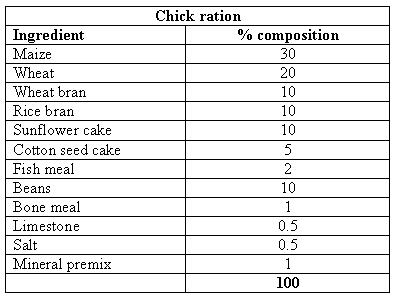 Chick ration
Ingredient % composition
Maize 30
Wheat 20
Wheat bran 10
Rice bran 10
Sunflower cake 10
Cotton seed cake 5
Fish meal 2
Beans 10
Bone meal 1
Limestone 0.5
Salt 0.5
Mineral premix 1
100